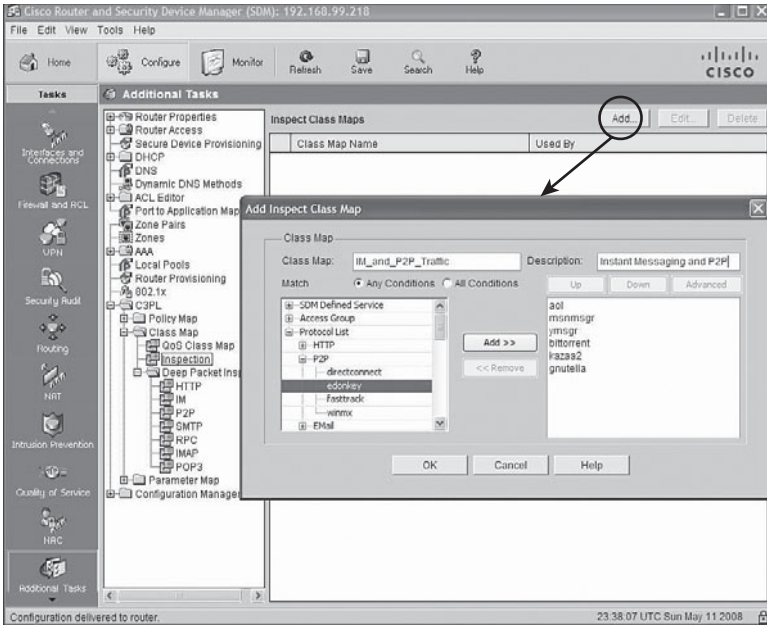 Cisco Router and Security Device Manager (SDM): 192.168.99.218
File Edit View Tools Help
Home Configure Monitor Refresh Save Search Help
CISCO
Tasks
Additional Tasks
Interfaces and Connections
Firewall and ACL
VPN
Security Audit
Routing
NAT
Intrusion Prevention
Quality of Service
NAC
Additional Tasks
Router Properties
Router Access
Secure Device Provisioning
DHCP
DNS
Dynamic DNS Methods
ACL Editor
Port to Application Map
Zone Pairs
Zones
AAA
Local Pools
Router Provisioning
802.1x
C3PL
Policy Map
Class Map
QoS Class Map
Inspection
Deep Packet Insp
HTTP
IM
P2P
SMTP
RPC
IMAP
POP3
Parameter Map
Configuration Manager
Inspect Class Maps
Add... Edit... Delete
Class Map Name Used By
Add Inspect Class Map
Class Map
Class Map: IM_and_P2P_Traffic Description: Instant Messaging and P2P
Match Any Conditions All Conditions
Up Down Advanced
SDM Defined Service
Access Group
Protocol List
HTTP
P2P
directconnect
edonkey
fasttrack
winmx
EMail
Add >>
<< Remove
aol
msnmsgr
ymsgr
bittorrent
kazaa2
gnutella
OK Cancel Help
Configuration delivered to router.
23:38:07 UTC Sun May 11 2008